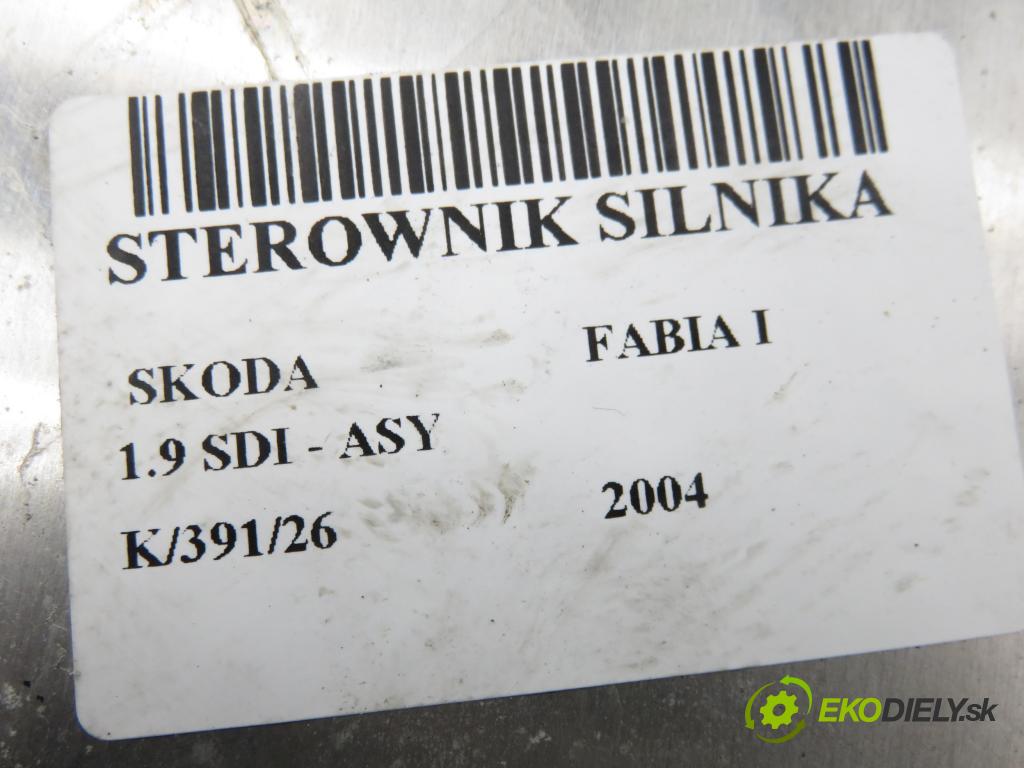 STEROWNIK SILNIKA
SKODA FABIA I
1.9 SDI - ASY
K/391/26 2004
EKODIELY.sk